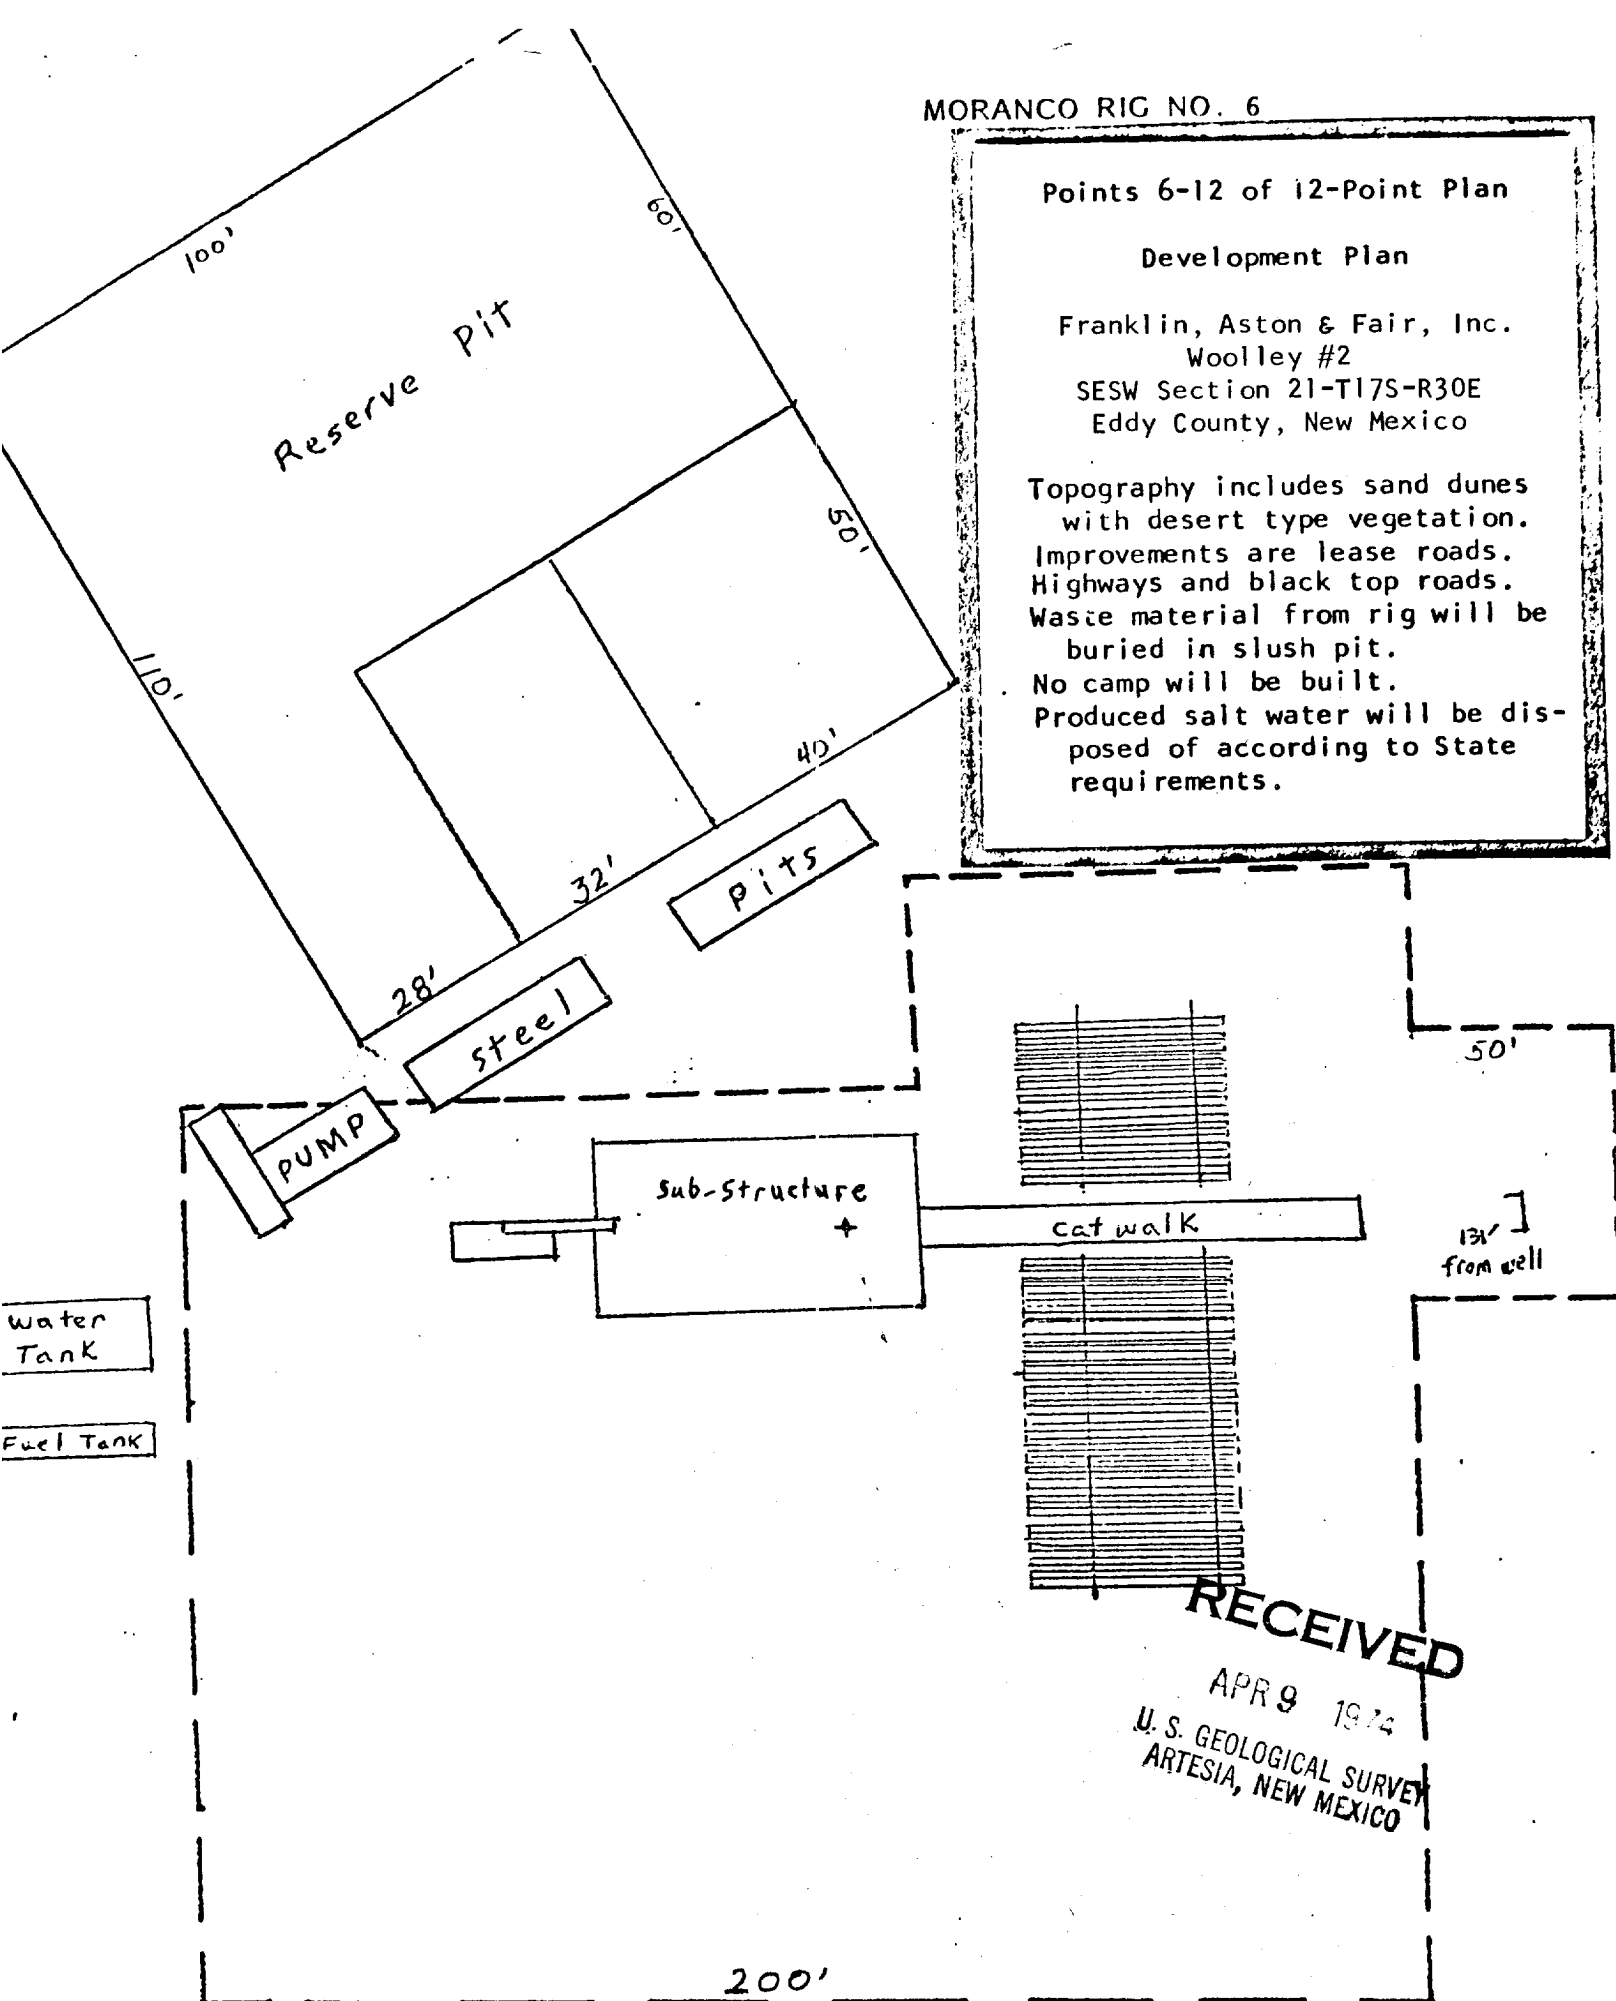 MORANCO RIG NO. 6
Points 6-12 of 12-Point Plan
Development Plan
Franklin, Aston & Fair, Inc.
Woolley #2
SESW Section 21-T17S-R30E
Eddy County, New Mexico
Topography includes sand dunes
with desert type vegetation.
Improvements are lease roads.
Highways and black top roads.
Waste material from rig will be
buried in slush pit.
No camp will be built.
Produced salt water will be dis-
posed of according to State
requirements.
100'
60'
Reserve Pit
50'
110'
40'
32'
28'
Pits
Steel
PUMP
50'
Sub-Structure
catwalk
131'
from well
Water
Tank
Fuel Tank
RECEIVED
APR 9 1974
U. S. GEOLOGICAL SURVEY
ARTESIA, NEW MEXICO
200'